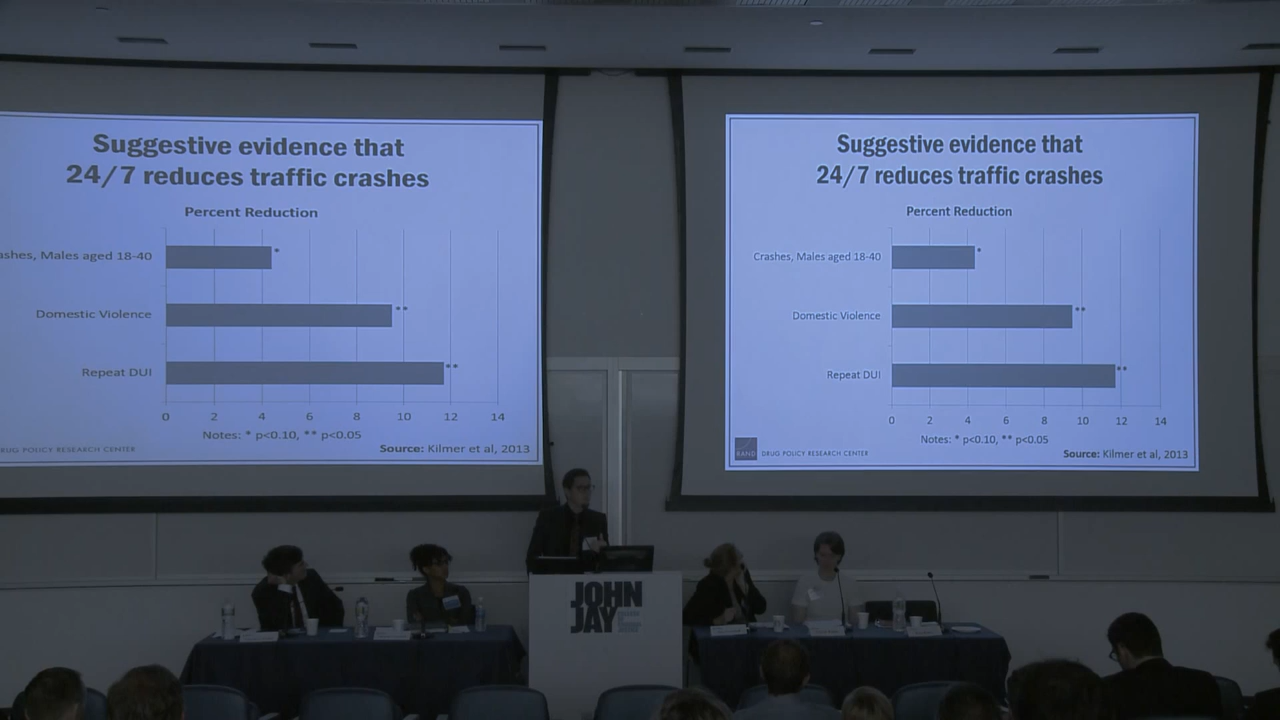 Suggestive evidence that
24/7 reduces traffic crashes
Percent Reduction
ashes, Males aged 18-40
*
Domestic Violence
**
Repeat DUI
**
0 2 4 6 8 10 12 14
Notes: * p<0.10, ** p<0.05
RUG POLICY RESEARCH CENTER
Source: Kilmer et al, 2013
Suggestive evidence that
24/7 reduces traffic crashes
Percent Reduction
Crashes, Males aged 18-40
*
Domestic Violence
**
Repeat DUI
**
0 2 4 6 8 10 12 14
Notes: * p<0.10, ** p<0.05
RAND
DRUG POLICY RESEARCH CENTER
Source: Kilmer et al, 2013
JOHN
JAY